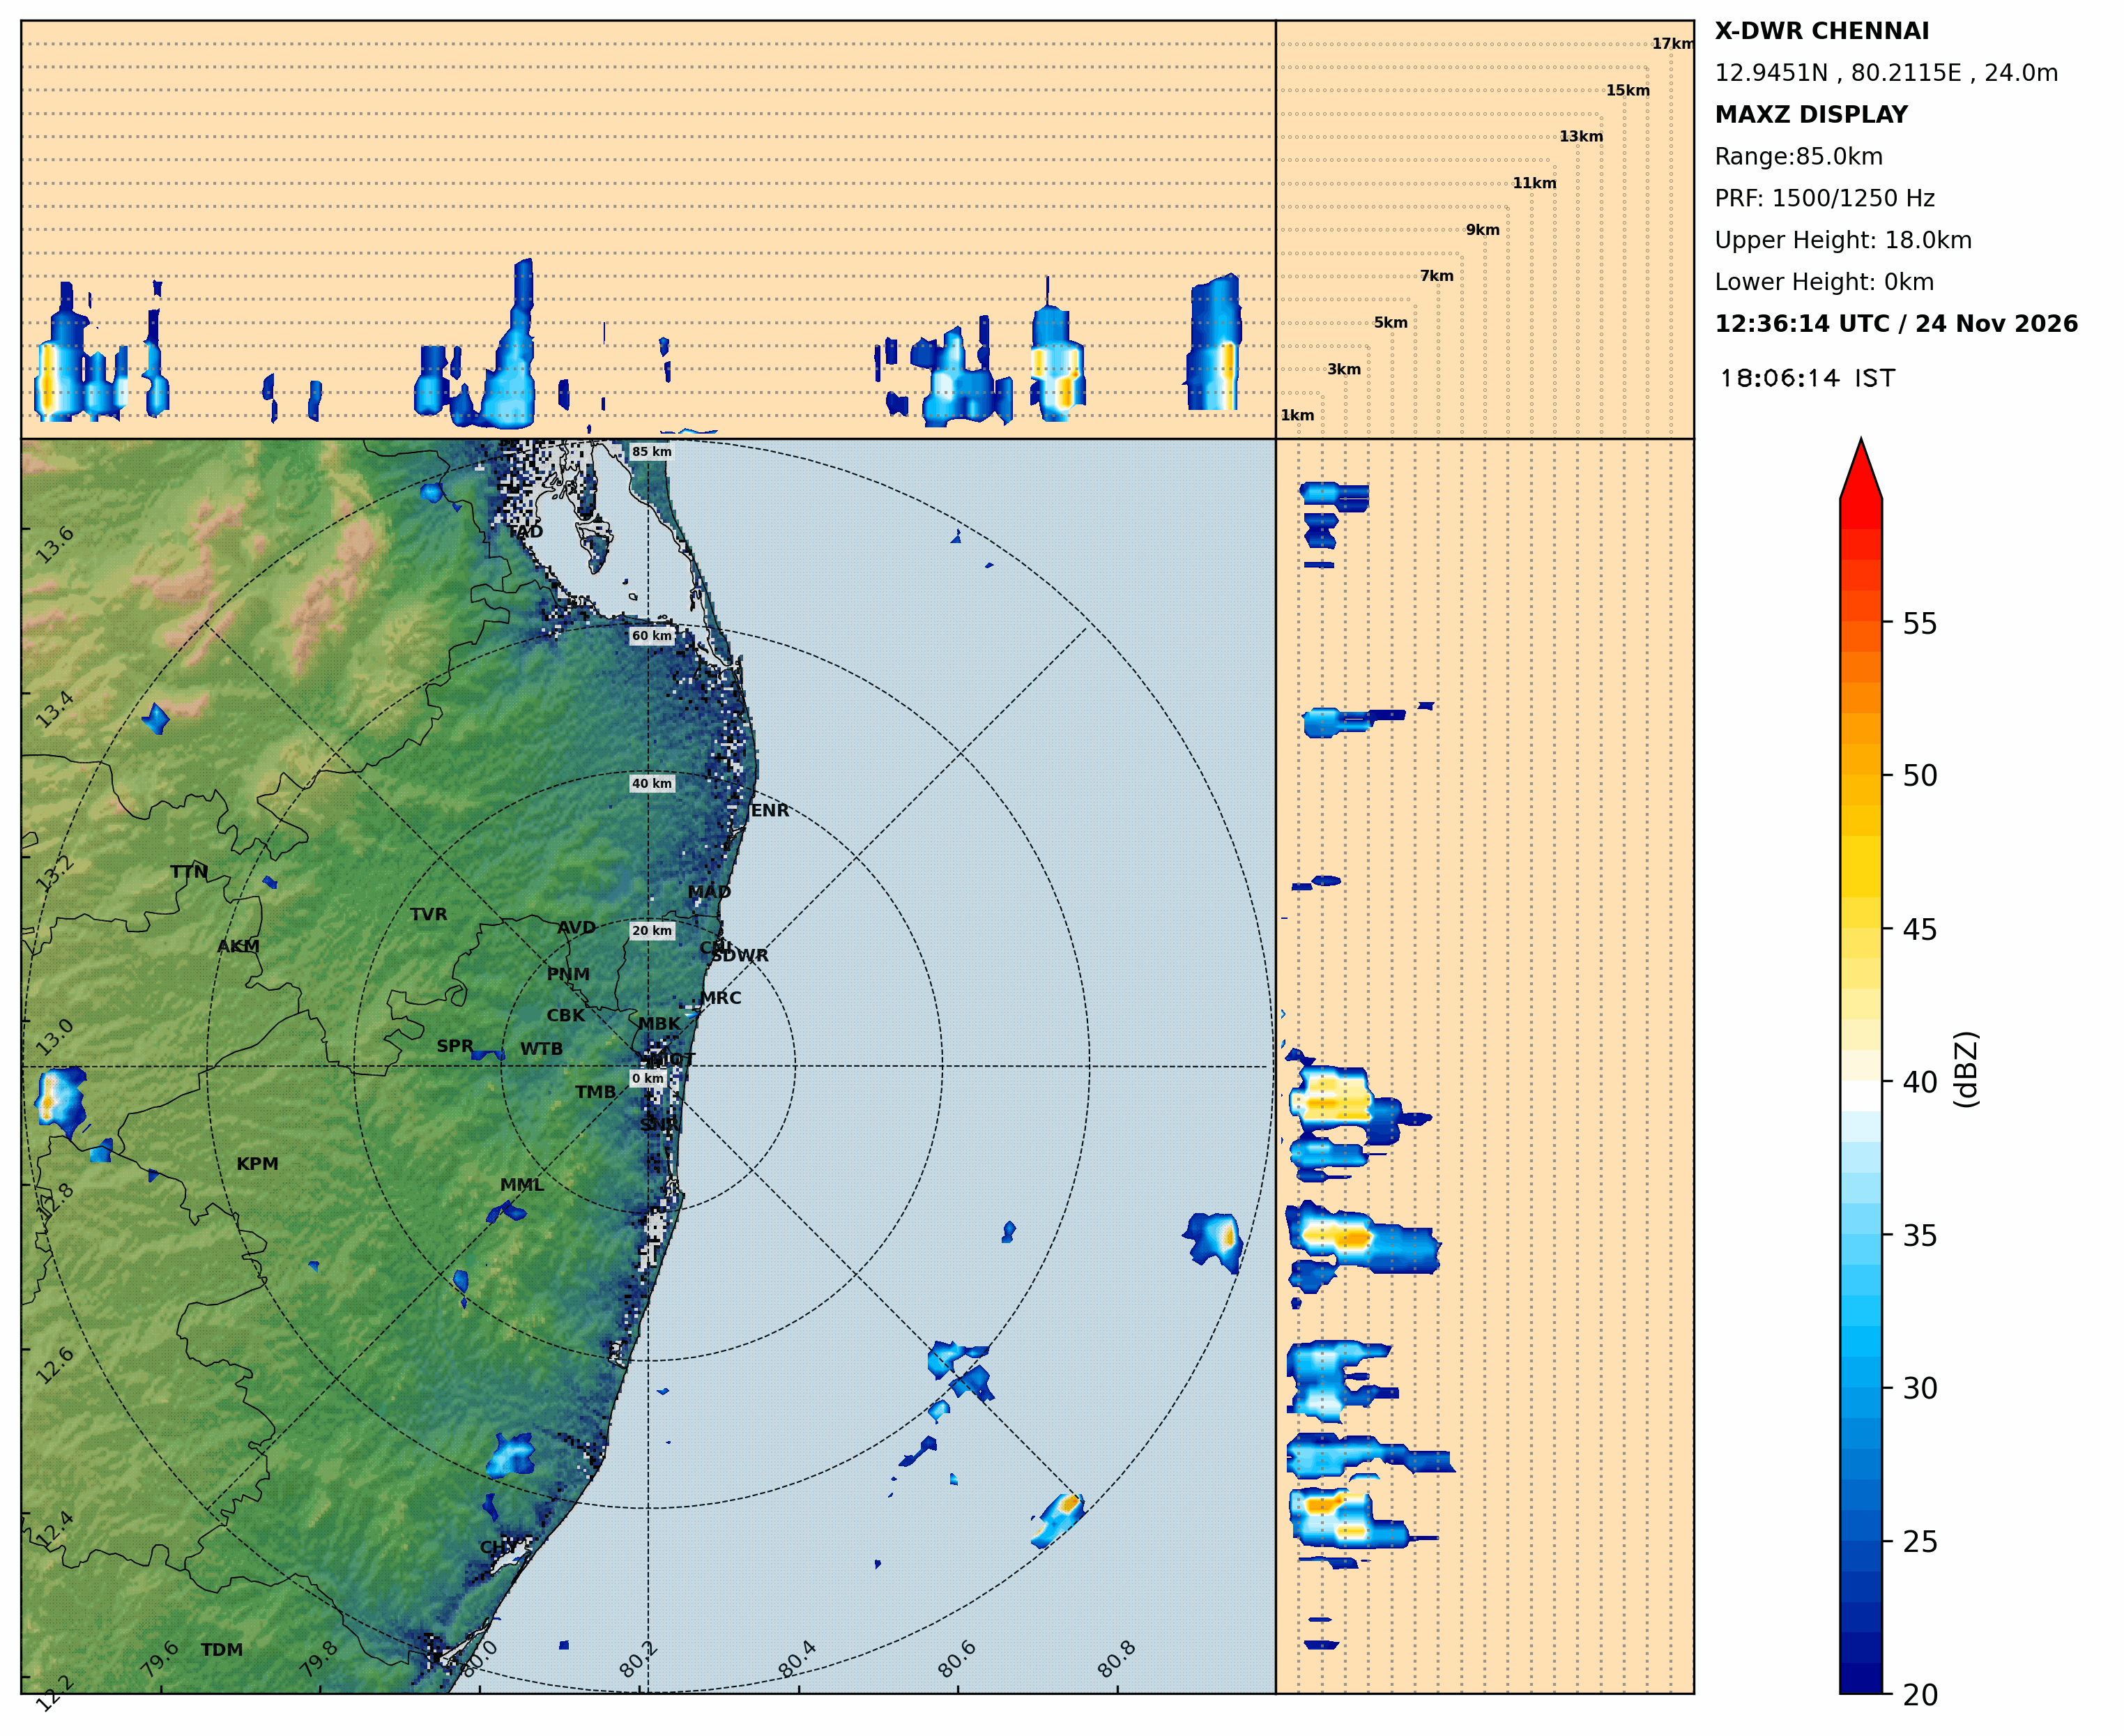 X-DWR CHENNAI
12.9451N , 80.2115E , 24.0m
MAXZ DISPLAY
Range:85.0km
PRF: 1500/1250 Hz
Upper Height: 18.0km
Lower Height: 0km
12:36:14 UTC / 24 Nov 2026
18:06:14 IST
17km
15km
13km
11km
9km
7km
5km
3km
1km
85 km
TAD
13.6
60 km
13.4
40 km
ENR
13.2
TTN
MAD
TVR
20 km
AVD
AKM
SDWR
PNM
MRC
CBK
MBK
13.0
SPR
WTB
0 km
TMB
SNR
KPM
MML
12.8
12.6
12.4
CHY
TDM
12.2
79.6
79.8
80.0
80.2
80.4
80.6
80.8
55
50
45
40
35
30
25
20
(dBZ)